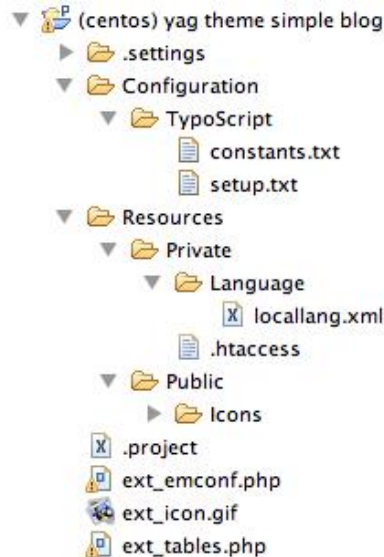 (centos) yag theme simple blog
.settings
Configuration
TypoScript
constants.txt
setup.txt
Resources
Private
Language
locallang.xml
.htaccess
Public
Icons
.project
ext_emconf.php
ext_icon.gif
ext_tables.php